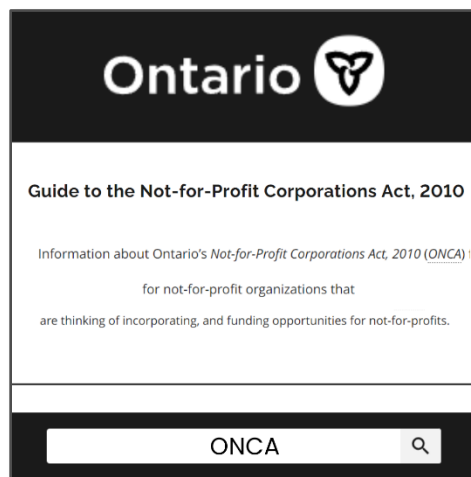 Ontario
Guide to the Not-for-Profit Corporations Act, 2010
Information about Ontario's Not-for-Profit Corporations Act, 2010 (ONCA)
for not-for-profit organizations that
are thinking of incorporating, and funding opportunities for not-for-profits.
ONCA